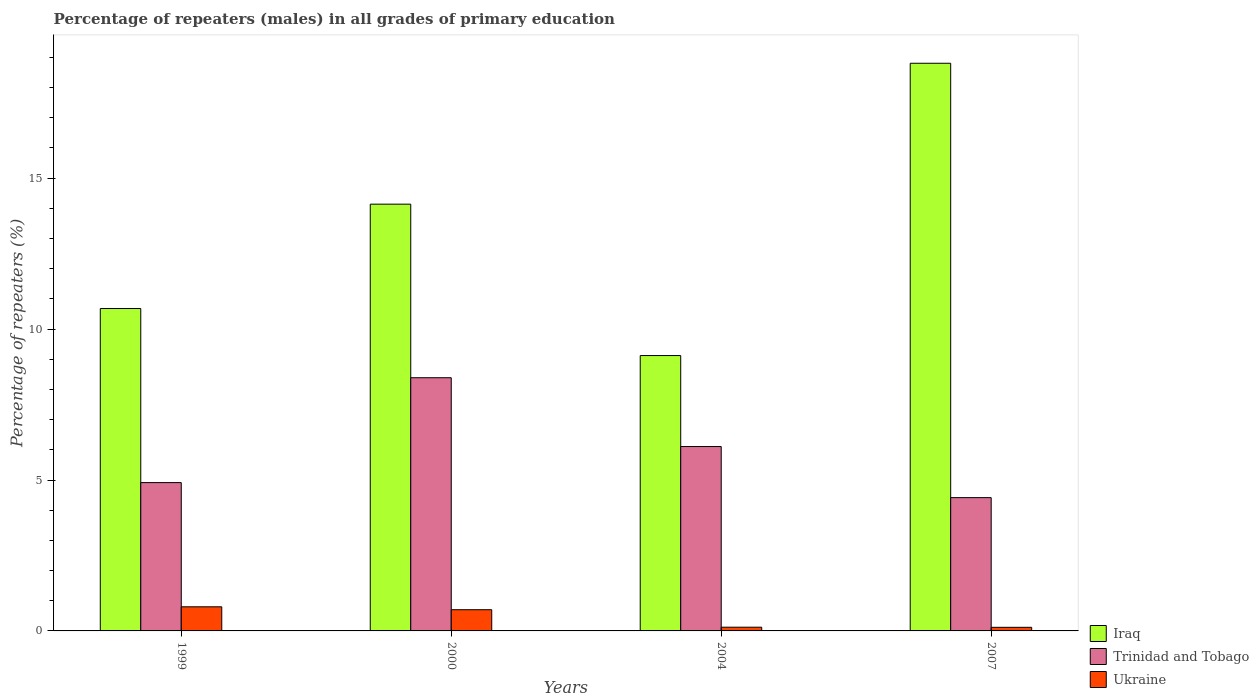 Percentage of repeaters (males) in all grades of primary education
Percentage of repeaters (%)
15
10
5
0
1999
2000
2004
2007
Years
Iraq
Trinidad and Tobago
Ukraine